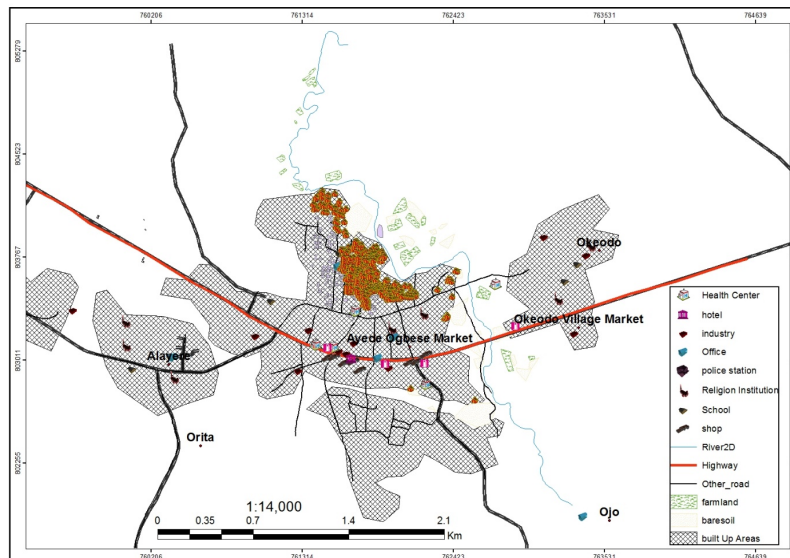 760206 761314 762423 763531 764639
805279
804523
803767
803011
802255
Okeodo
Okeodo Village Market
Ayede Ogbese Market
Alayere
Orita
Ojo
1:14,000
0 0.35 0.7 1.4 2.1
Km
Health Center
hotel
industry
Office
police station
Religion Institution
School
shop
River2D
Highway
Other_road
farmland
baresoil
built Up Areas
760206 761314 762423 763531 764639